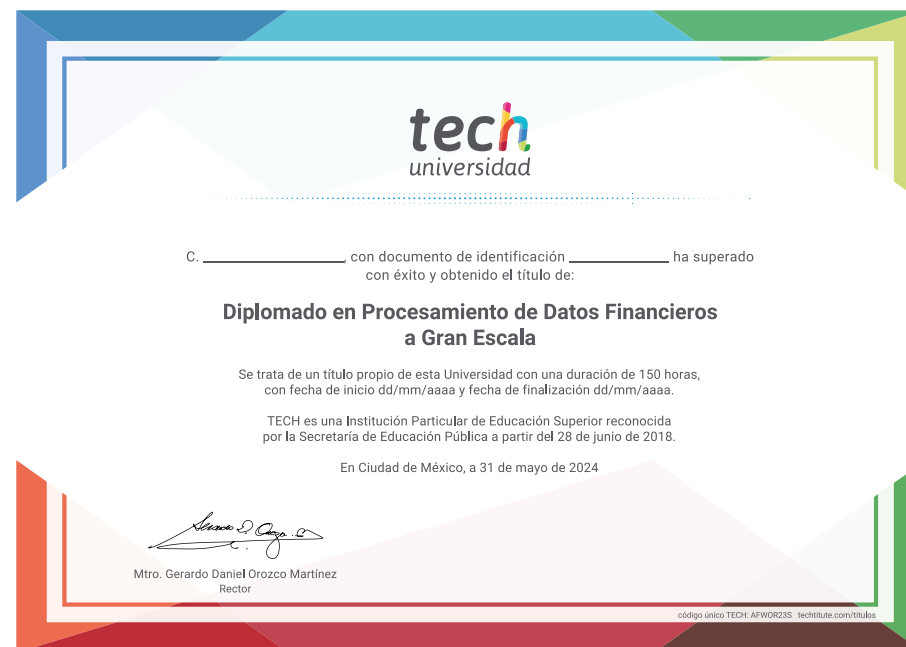 tech
universidad
C. ____________, con documento de identificación ____________ ha superado
con éxito y obtenido el título de:
Diplomado en Procesamiento de Datos Financieros
a Gran Escala
Se trata de un título propio de esta Universidad con una duración de 150 horas,
con fecha de inicio dd/mm/aaaa y fecha de finalización dd/mm/aaaa.
TECH es una Institución Particular de Educación Superior reconocida
por la Secretaría de Educación Pública a partir del 28 de junio de 2018.
En Ciudad de México, a 31 de mayo de 2024
Mtro. Gerardo Daniel Orozco Martínez
Rector
código único TECH: AFWOR23S techtitute.com/titulos